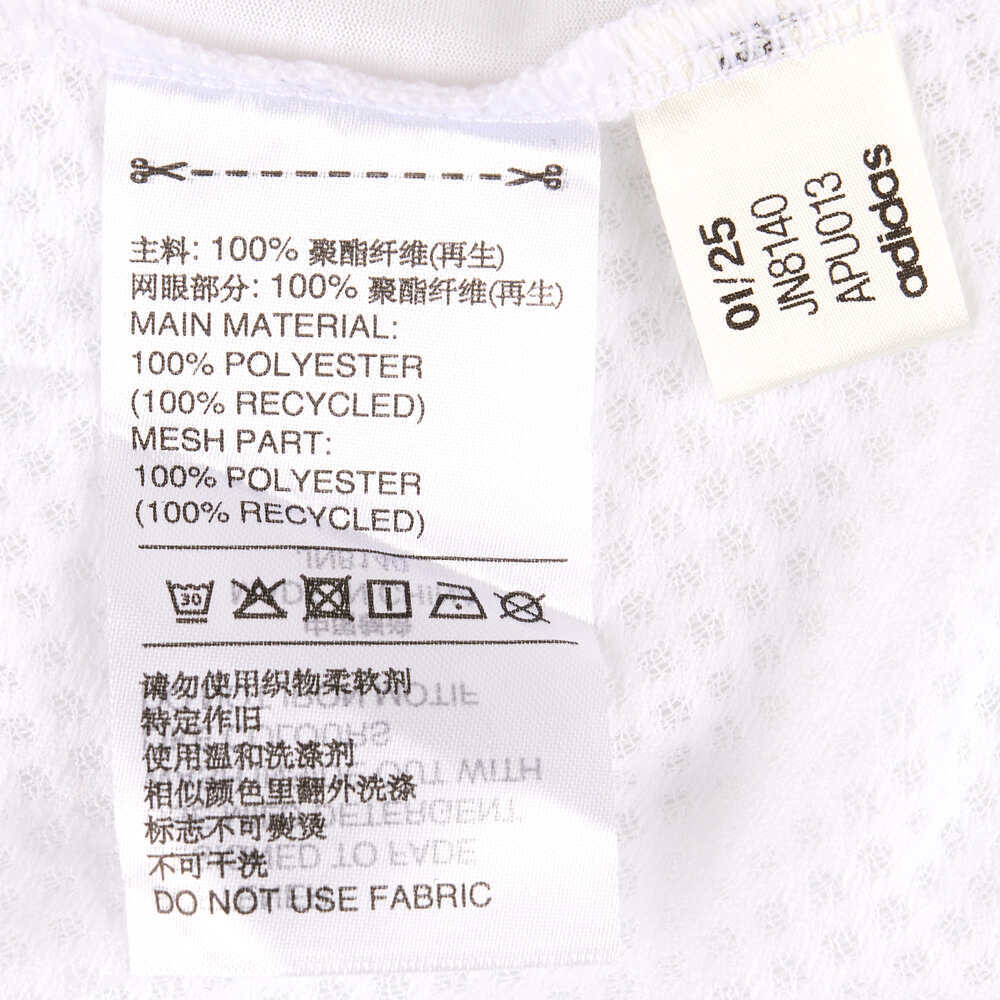 主料: 100% 聚酯纤维(再生)
网眼部分: 100% 聚酯纤维(再生)
MAIN MATERIAL:
100% POLYESTER
(100% RECYCLED)
MESH PART:
100% POLYESTER
(100% RECYCLED)
30
请勿使用织物柔软剂
特定作旧
使用温和洗涤剂
相似颜色里翻外洗涤
标志不可熨烫
不可干洗
DO NOT USE FABRIC
01/25
JN8140
APU013
adidas